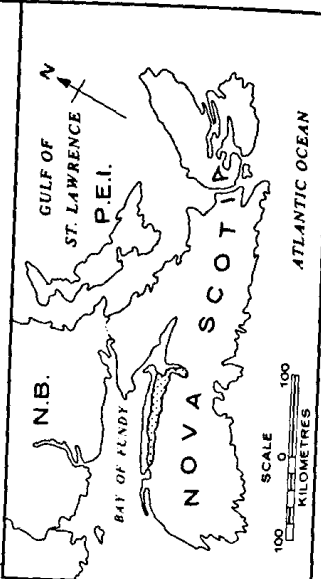 N
GULF OF
ST. LAWRENCE
P.E.I.
N.B.
BAY OF FUNDY
NOVA SCOTIA
ATLANTIC OCEAN
SCALE
100 0 100
KILOMETRES